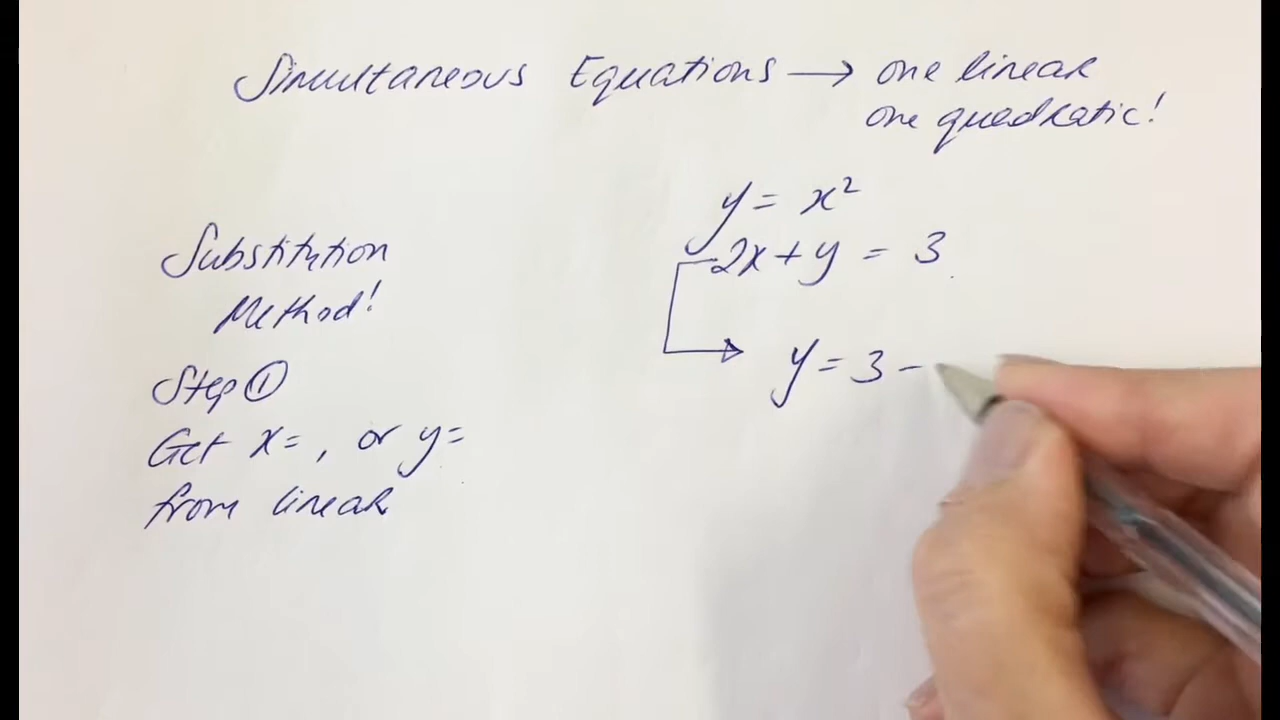 Simultaneous Equations → one linear
one quadratic!
y = x²
2x + y = 3
y = 3 -
Substitution
Method!
Step ①
Get x= , or y=
from linear